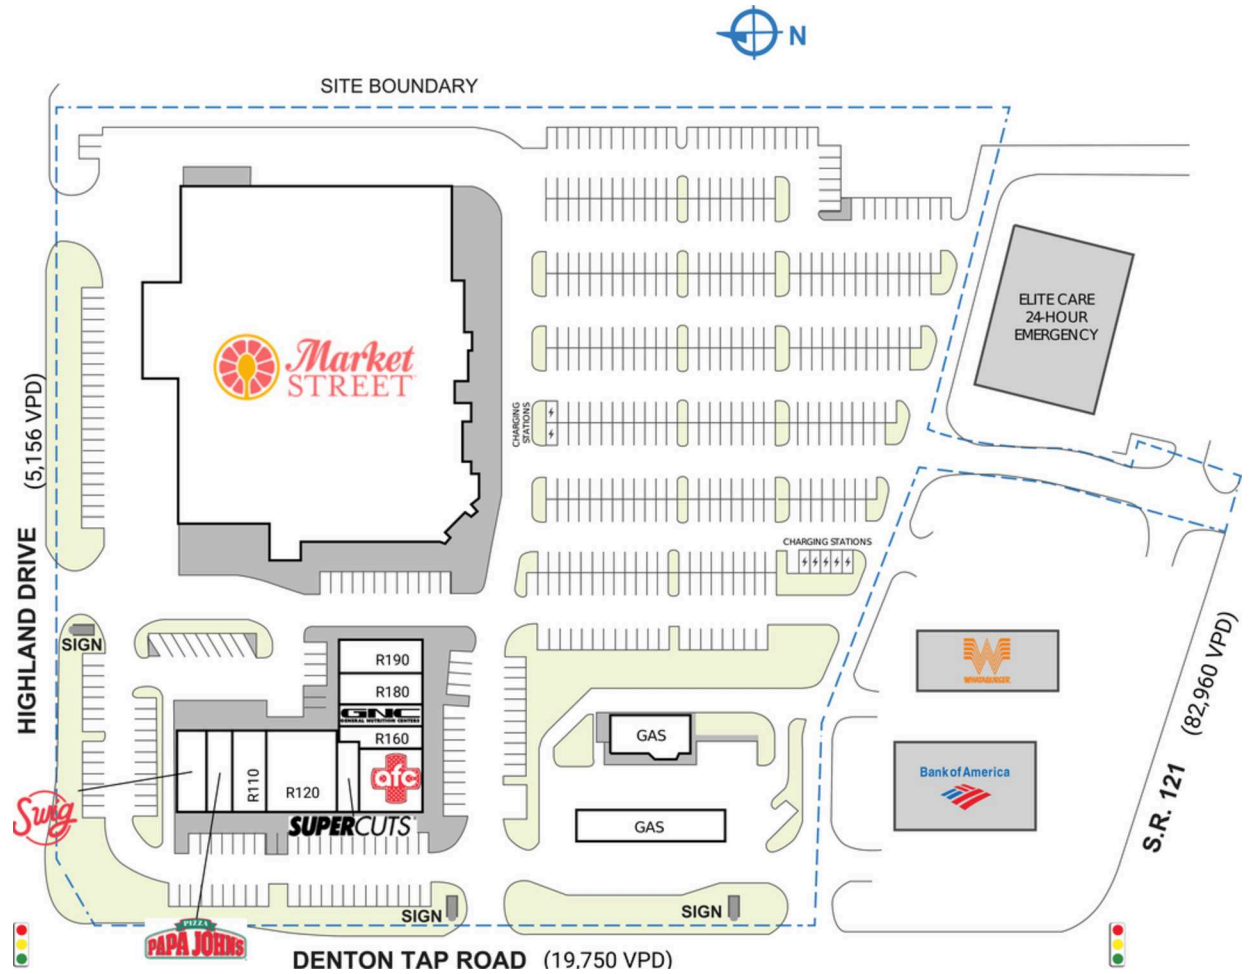 N
SITE BOUNDARY
ELITE CARE
24-HOUR
EMERGENCY
Market
STREET
(5,156 VPD)
HIGHLAND DRIVE
CHARGING
STATIONS
CHARGING STATIONS
SIGN
R190
R180
GNC
GENERAL NUTRITION CENTERS
R160
afc
R110
R120
SUPERCUTS
Swig
PIZZA
PAPA JOHNS
GAS
GAS
WHATABURGER
Bank of America
(82,960 VPD)
S.R. 121
SIGN
SIGN
DENTON TAP ROAD (19,750 VPD)